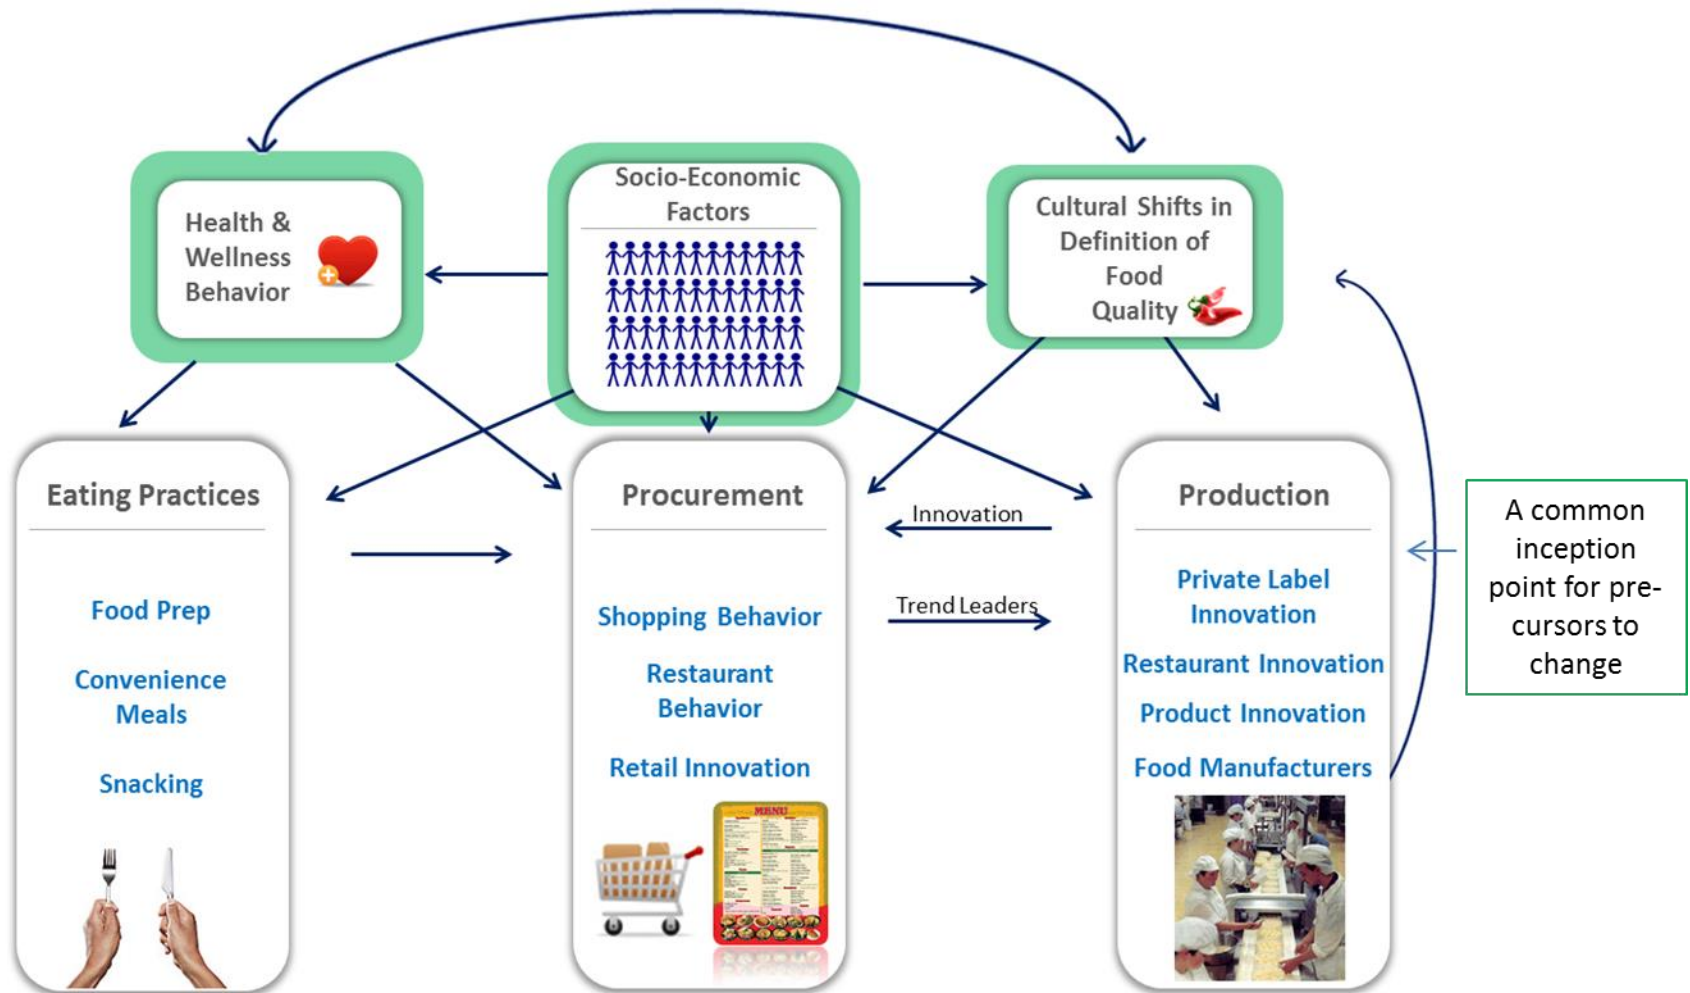 Health &
Wellness
Behavior
Socio-Economic
Factors
Cultural Shifts in
Definition of
Food
Quality
Eating Practices
Food Prep
Convenience
Meals
Snacking
Procurement
Shopping Behavior
Restaurant
Behavior
Retail Innovation
MENU
Innovation
Trend Leaders
Production
Private Label
Innovation
Restaurant Innovation
Product Innovation
Food Manufacturers
A common
inception
point for pre-
cursors to
change